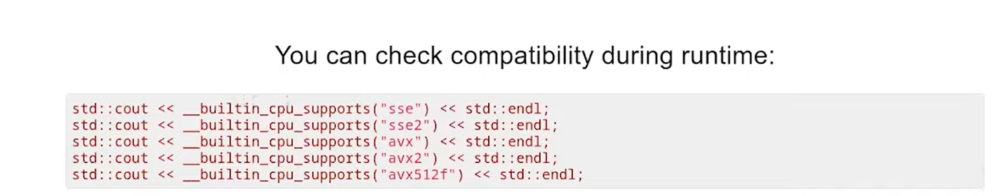 You can check compatibility during runtime:
std::cout << __builtin_cpu_supports("sse") << std::endl;
std::cout << __builtin_cpu_supports("sse2") << std::endl;
std::cout << __builtin_cpu_supports("avx") << std::endl;
std::cout << __builtin_cpu_supports("avx2") << std::endl;
std::cout << __builtin_cpu_supports("avx512f") << std::endl;